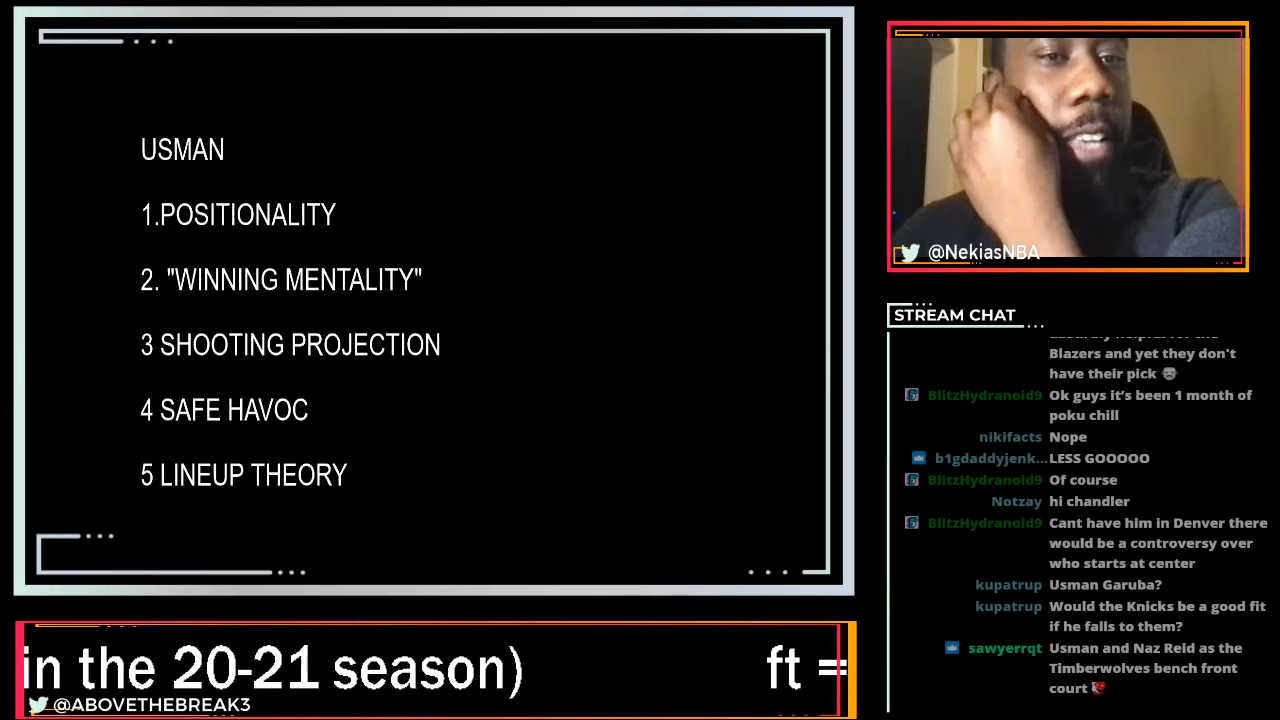 USMAN
1.POSITIONALITY
2. "WINNING MENTALITY"
3 SHOOTING PROJECTION
4 SAFE HAVOC
5 LINEUP THEORY
in the 20-21 season) ft =
@ABOVETHEBREAK3
@NekiasNBA
STREAM CHAT
Blazers and yet they don't
have their pick
BlitzHydranoid9 Ok guys it's been 1 month of
poku chill
nikifacts Nope
b1gdaddyjenk... LESS GOOOOO
BlitzHydranoid9 Of course
Notzay hi chandler
BlitzHydranoid9 Cant have him in Denver there
would be a controversy over
who starts at center
kupatrup Usman Garuba?
kupatrup Would the Knicks be a good fit
if he falls to them?
sawyerrqt Usman and Naz Reid as the
Timberwolves bench front
court